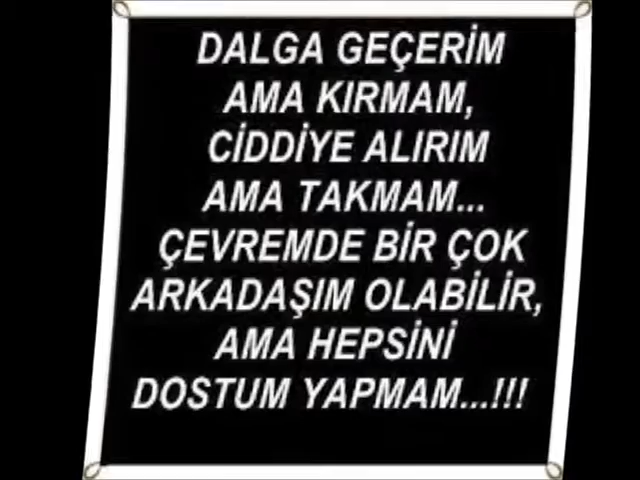 DALGA GEÇERİM
AMA KIRMAM,
CİDDİYE ALIRIM
AMA TAKMAM...
ÇEVREMDE BİR ÇOK
ARKADAŞIM OLABİLİR,
AMA HEPSİNİ
DOSTUM YAPMAM...!!!